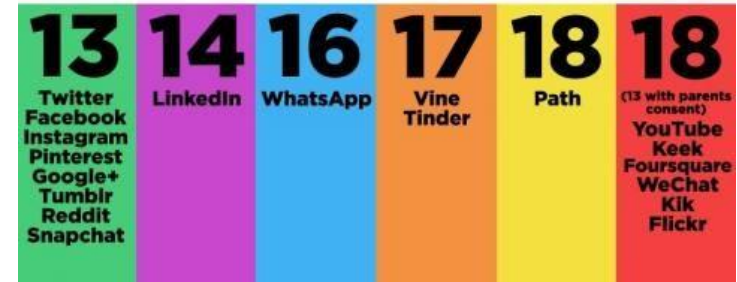 13
Twitter
Facebook
Instagram
Pinterest
Google+
Tumblr
Reddit
Snapchat
14
LinkedIn
16
WhatsApp
17
Vine
Tinder
18
Path
18
(13 with parents
consent)
YouTube
Keek
Foursquare
WeChat
Kik
Flickr